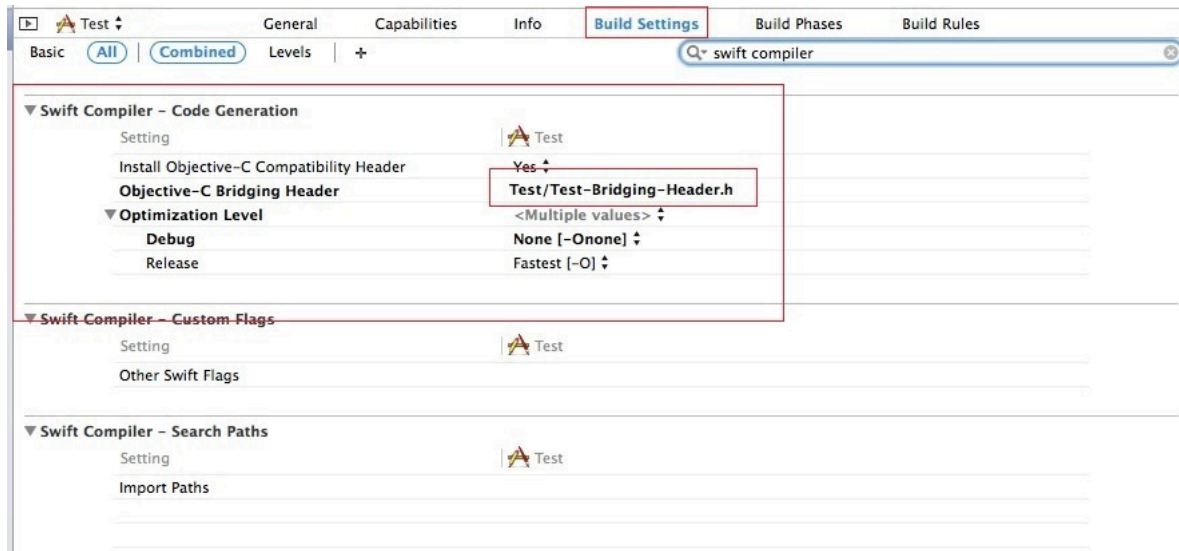 Test General Capabilities Info Build Settings Build Phases Build Rules
Basic All Combined Levels + swift compiler
Swift Compiler – Code Generation
Setting Test
Install Objective-C Compatibility Header Yes
Objective-C Bridging Header Test/Test-Bridging-Header.h
Optimization Level <Multiple values>
Debug None [-Onone]
Release Fastest [-O]
Swift Compiler – Custom Flags
Setting Test
Other Swift Flags
Swift Compiler – Search Paths
Setting Test
Import Paths